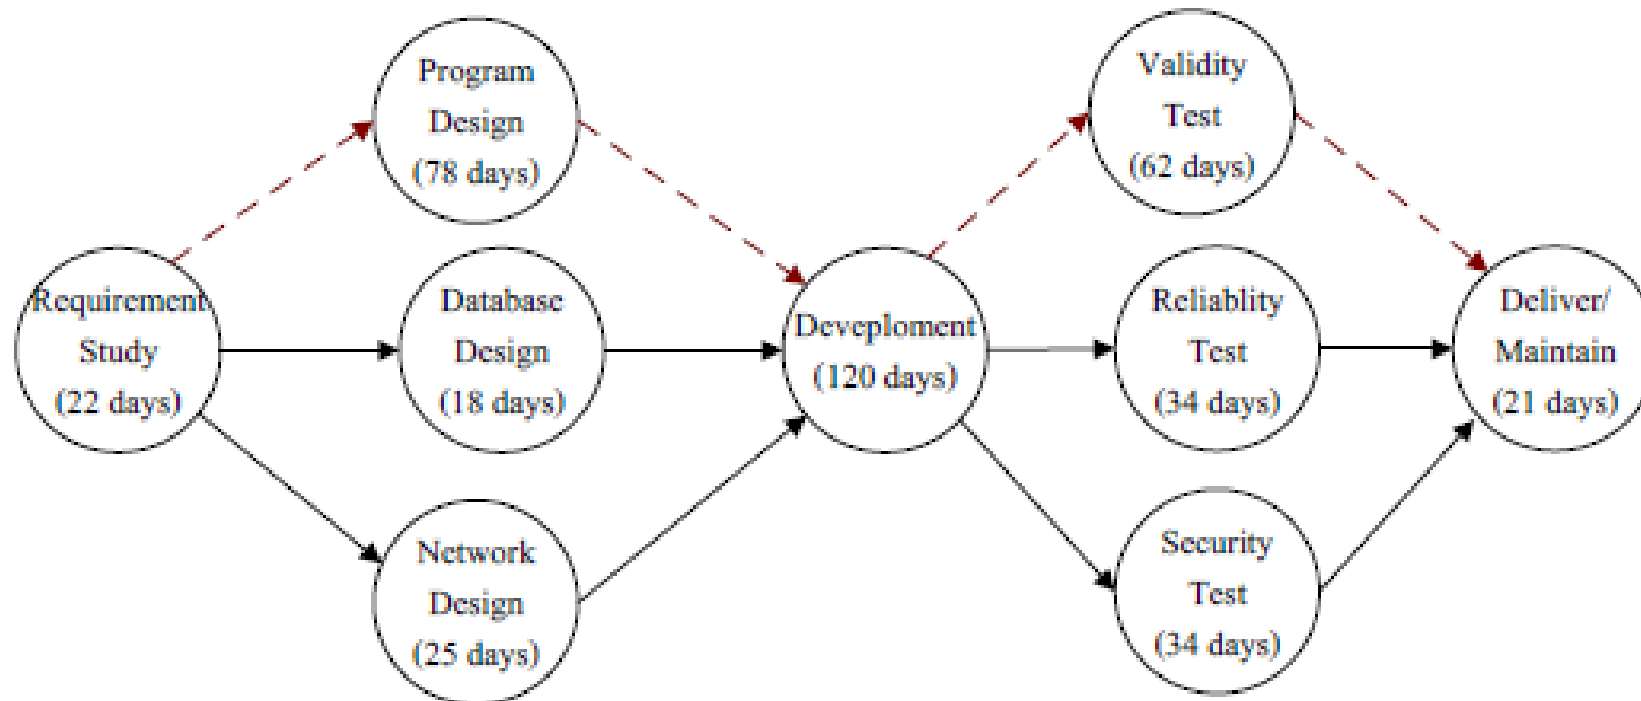 Program
Design
(78 days)
Validity
Test
(62 days)
Requirement
Study
(22 days)
Database
Design
(18 days)
Deveploment
(120 days)
Reliablity
Test
(34 days)
Deliver/
Maintain
(21 days)
Network
Design
(25 days)
Security
Test
(34 days)